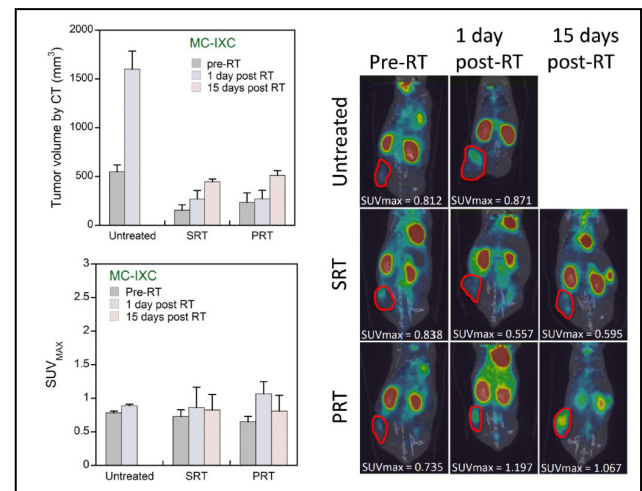 MC-IXC
pre-RT
1 day post RT
15 days post RT
Tumor volume by CT (mm³)
2000
1500
1000
500
0
Untreated
SRT
PRT
MC-IXC
Pre-RT
1 day post RT
15 days post RT
SUVMAX
3
2.5
2
1.5
1
0.5
0
Untreated
SRT
PRT
Pre-RT
1 day
post-RT
15 days
post-RT
Untreated
SUVmax = 0.812
SUVmax = 0.871
SRT
SUVmax = 0.838
SUVmax = 0.557
SUVmax = 0.595
PRT
SUVmax = 0.735
SUVmax = 1.197
SUVmax = 1.067